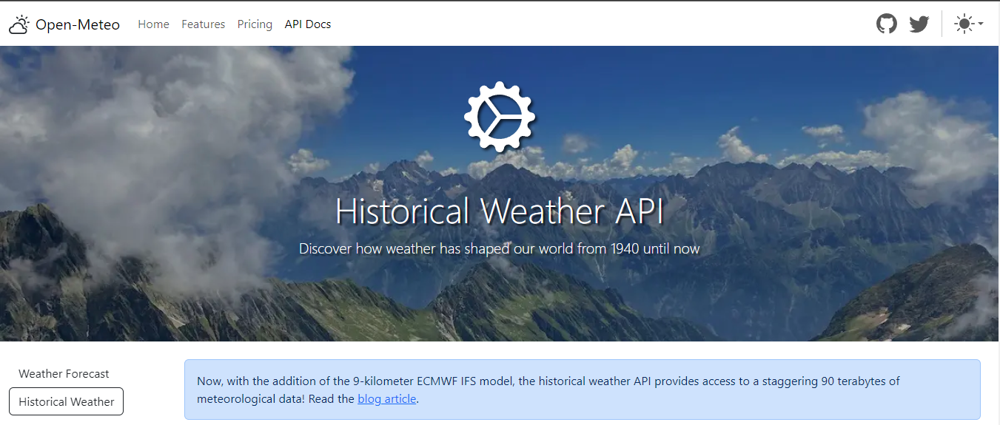 Open-Meteo Home Features Pricing API Docs
Historical Weather API
Discover how weather has shaped our world from 1940 until now
Weather Forecast
Historical Weather
Now, with the addition of the 9-kilometer ECMWF IFS model, the historical weather API provides access to a staggering 90 terabytes of
meteorological data! Read the blog article.